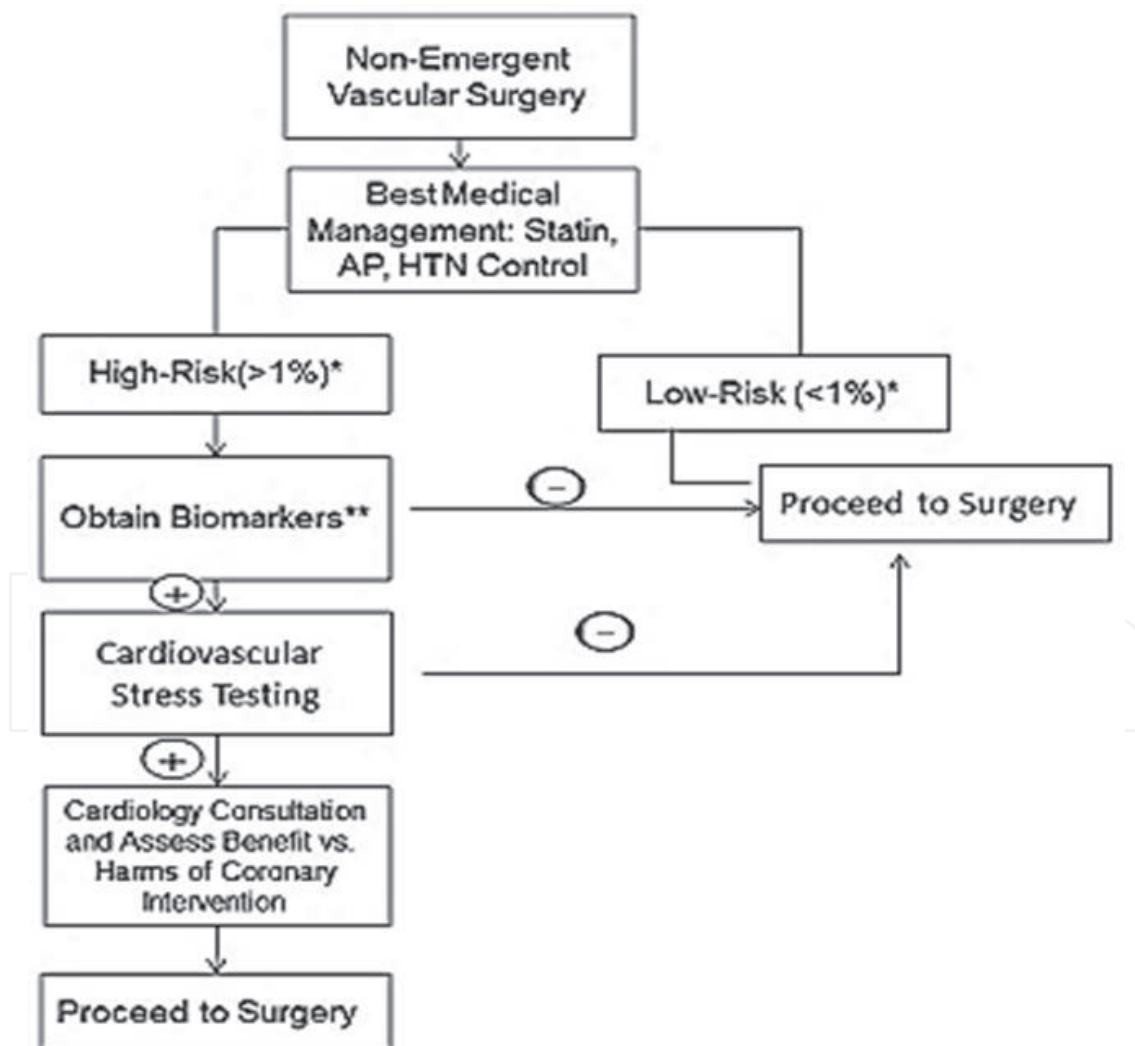 Non-Emergent
Vascular Surgery
Best Medical
Management: Statin,
AP, HTN Control
High-Risk(>1%)*
Low-Risk (<1%)*
Obtain Biomarkers**
−
Proceed to Surgery
+
Cardiovascular
Stress Testing
−
+
Cardiology Consultation
and Assess Benefit vs.
Harms of Coronary
Intervention
Proceed to Surgery